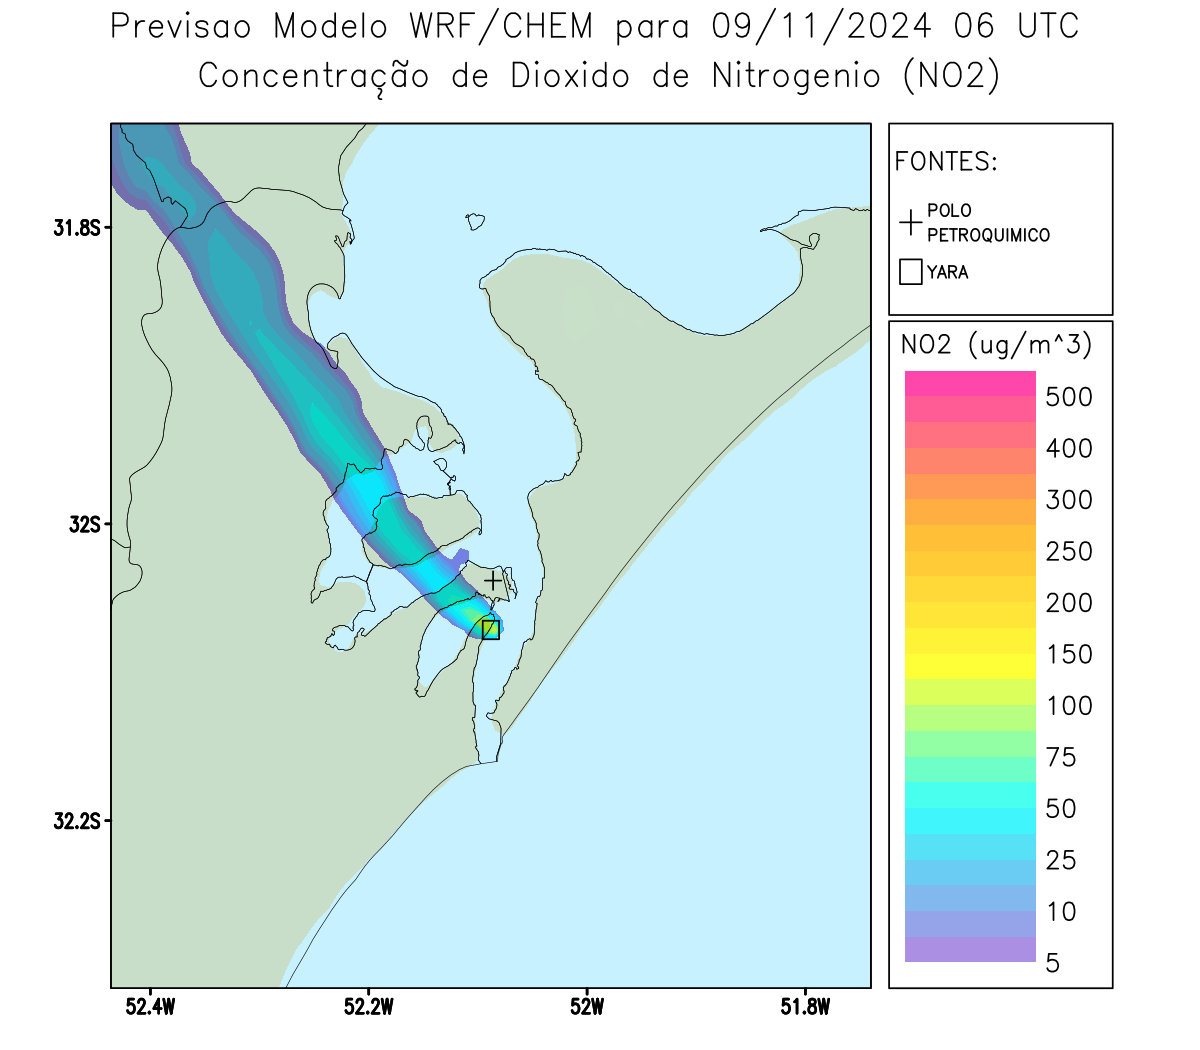 Previsao Modelo WRF/CHEM para 09/11/2024 06 UTC
Concentração de Dioxido de Nitrogenio (NO2)
FONTES:
POLO
PETROQUIMICO
YARA
NO2 (ug/m^3)
500
400
300
250
200
150
100
75
50
25
10
5
31.8S
32S
32.2S
52.4W
52.2W
52W
51.8W